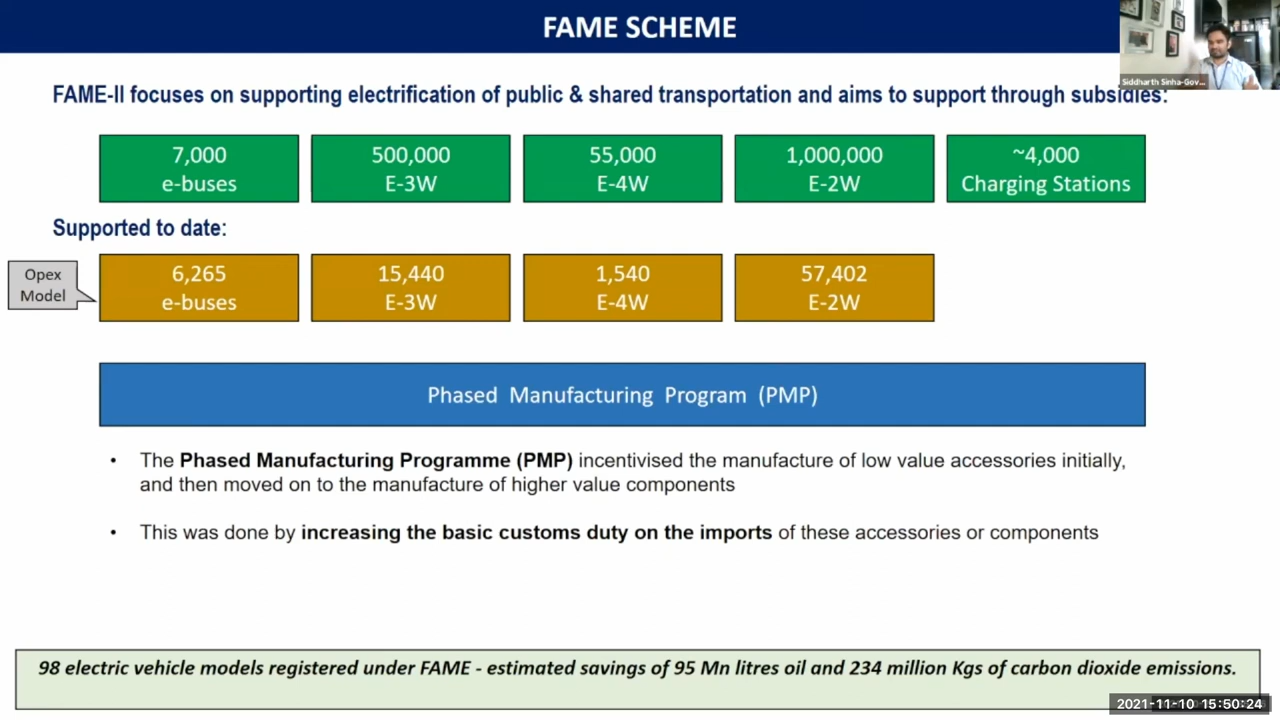 FAME SCHEME
Siddharth Sinha-Gov...
FAME-II focuses on supporting electrification of public & shared transportation and aims to support through subsidies:
7,000
e-buses
500,000
E-3W
55,000
E-4W
1,000,000
E-2W
~4,000
Charging Stations
Supported to date:
Opex
Model
6,265
e-buses
15,440
E-3W
1,540
E-4W
57,402
E-2W
Phased Manufacturing Program (PMP)
• The Phased Manufacturing Programme (PMP) incentivised the manufacture of low value accessories initially,
and then moved on to the manufacture of higher value components
• This was done by increasing the basic customs duty on the imports of these accessories or components
98 electric vehicle models registered under FAME - estimated savings of 95 Mn litres oil and 234 million Kgs of carbon dioxide emissions.
2021-11-10 15:50:24